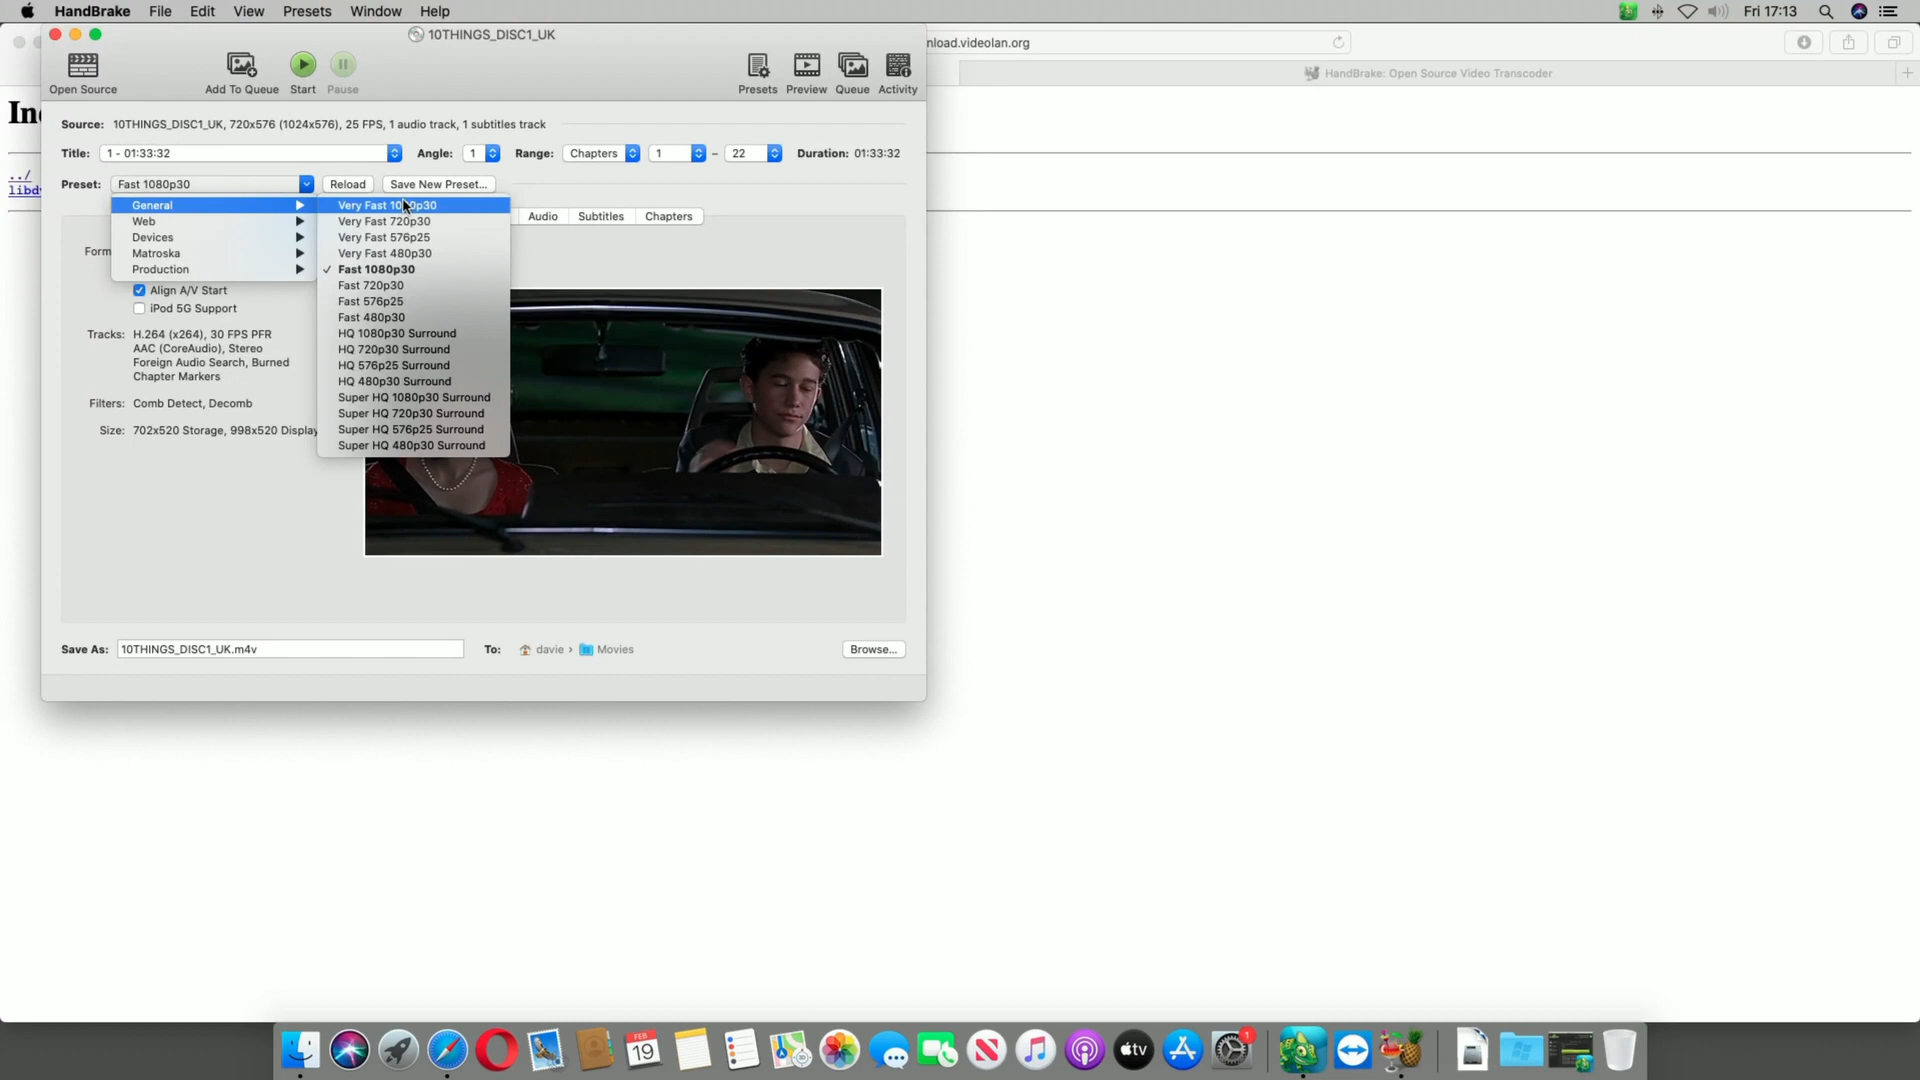 HandBrake File Edit View Presets Window Help Fri 17:13
10THINGS_DISC1_UK
nload.videolan.org
HandBrake: Open Source Video Transcoder
Open Source Add To Queue Start Pause Presets Preview Queue Activity
Source: 10THINGS_DISC1_UK, 720x576 (1024x576), 25 FPS, 1 audio track, 1 subtitles track
Title: 1 - 01:33:32 Angle: 1 Range: Chapters 1 – 22 Duration: 01:33:32
../
Preset: Fast 1080p30 Reload Save New Preset...
General
Web
Devices
Matroska
Production
Very Fast 1080p30
Very Fast 720p30
Very Fast 576p25
Very Fast 480p30
✓ Fast 1080p30
Fast 720p30
Fast 576p25
Fast 480p30
HQ 1080p30 Surround
HQ 720p30 Surround
HQ 576p25 Surround
HQ 480p30 Surround
Super HQ 1080p30 Surround
Super HQ 720p30 Surround
Super HQ 576p25 Surround
Super HQ 480p30 Surround
Audio Subtitles Chapters
Form
Align A/V Start
iPod 5G Support
Tracks: H.264 (x264), 30 FPS PFR
AAC (CoreAudio), Stereo
Foreign Audio Search, Burned
Chapter Markers
Filters: Comb Detect, Decomb
Size: 702x520 Storage, 998x520 Display
Save As: 10THINGS_DISC1_UK.m4v To: davie › Movies Browse...
FEB
19
tv
1